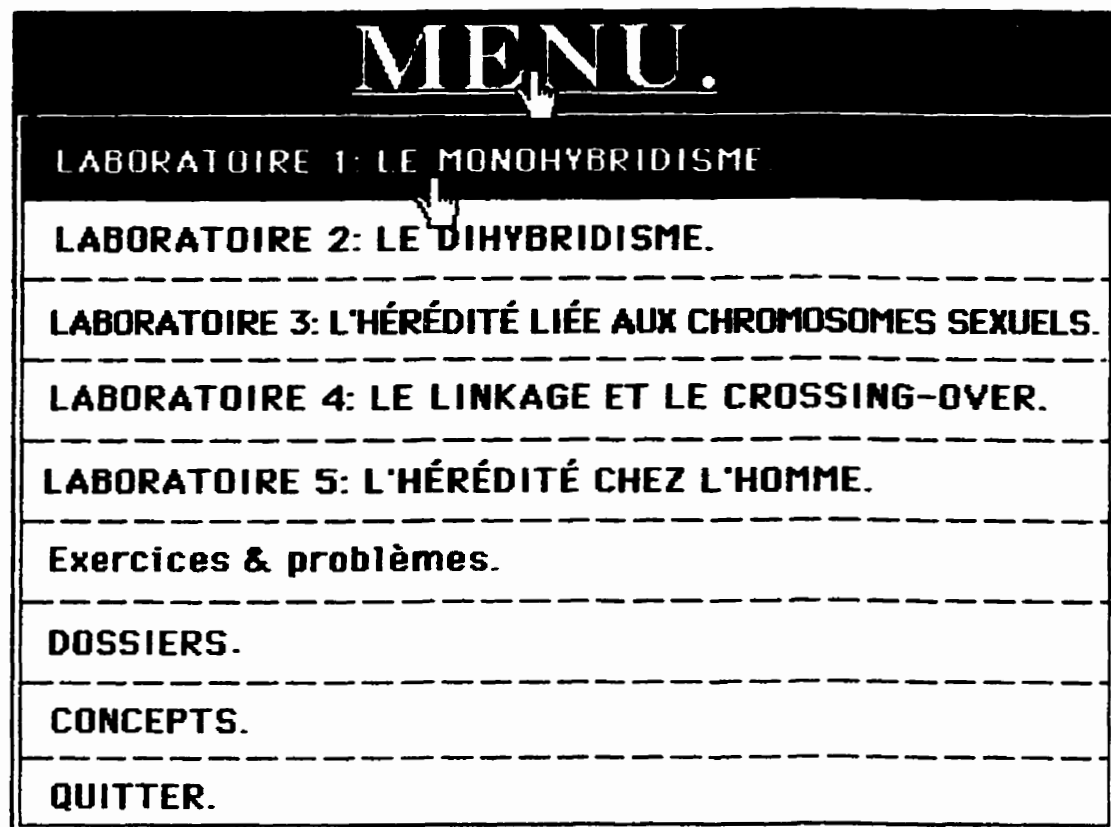 MENU.
LABORATOIRE 1: LE MONOHYBRIDISME
LABORATOIRE 2: LE DIHYBRIDISME.
LABORATOIRE 3: L'HÉRÉDITÉ LIÉE AUX CHROMOSOMES SEXUELS.
LABORATOIRE 4: LE LINKAGE ET LE CROSSING-OVER.
LABORATOIRE 5: L'HÉRÉDITÉ CHEZ L'HOMME.
Exercices & problèmes.
DOSSIERS.
CONCEPTS.
QUITTER.